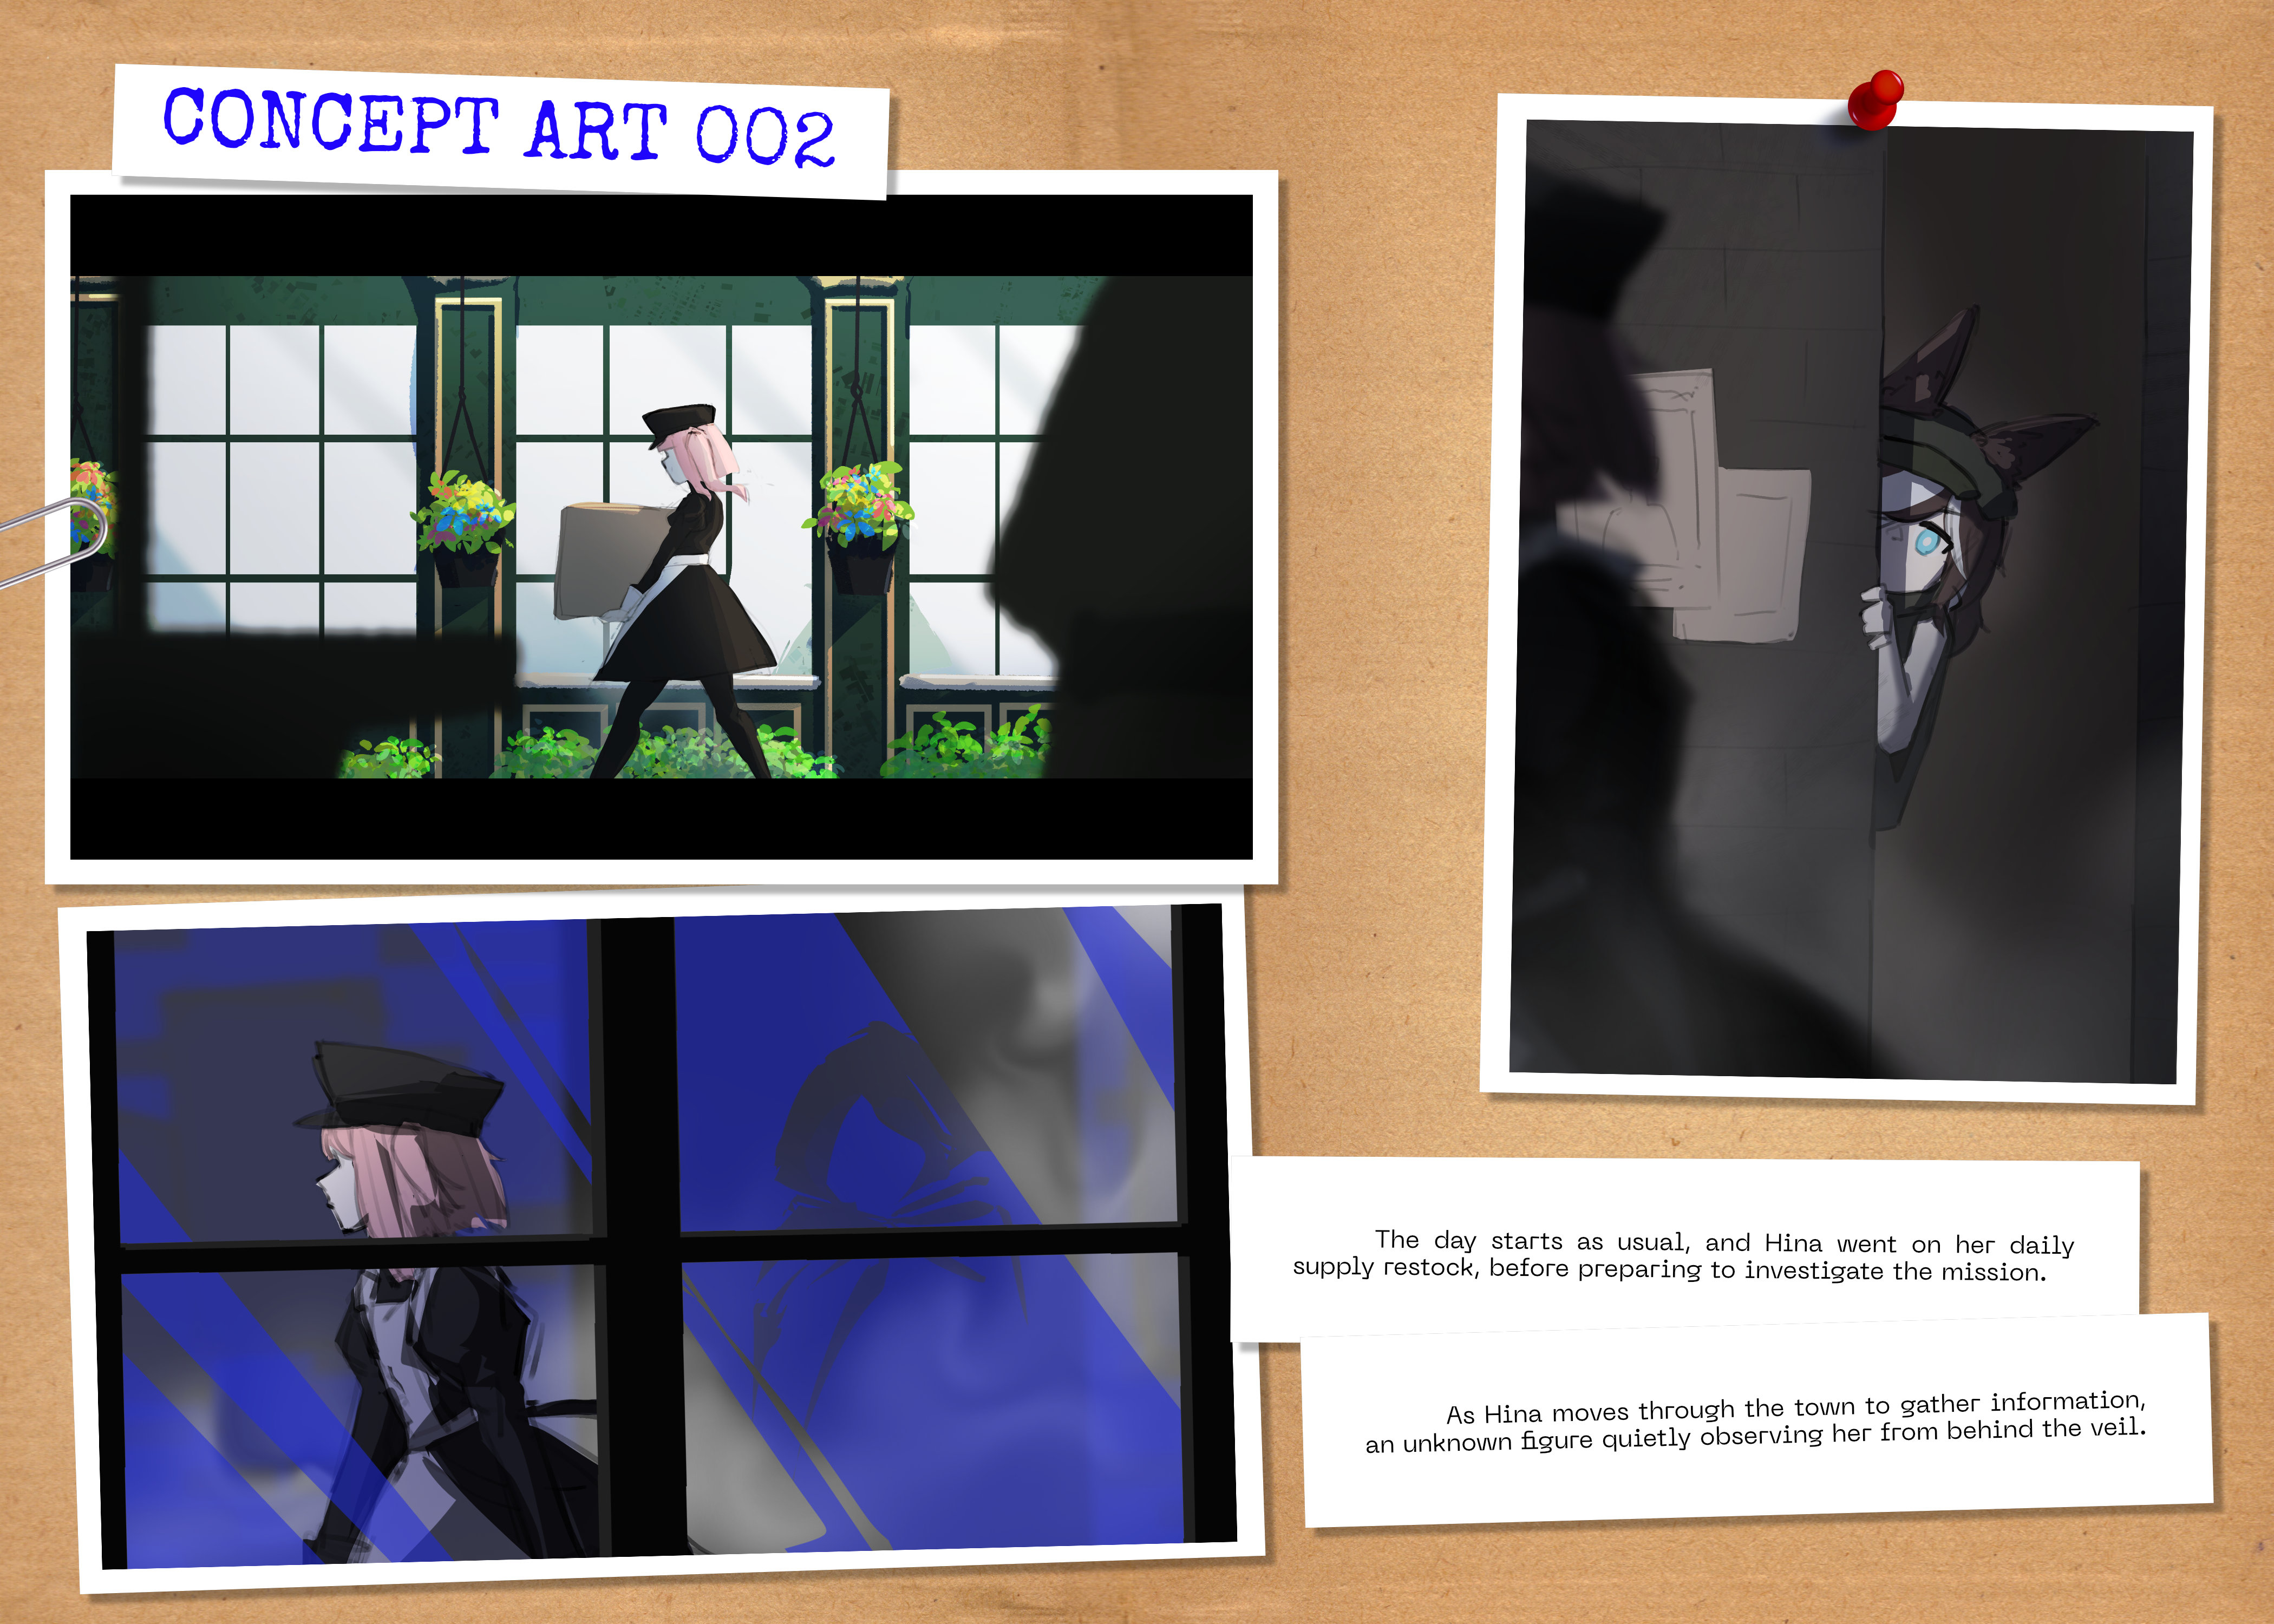 CONCEPT ART 002
The day starts as usual, and Hina went on her daily
supply restock, before preparing to investigate the mission.
As Hina moves through the town to gather information,
an unknown figure quietly observing her from behind the veil.